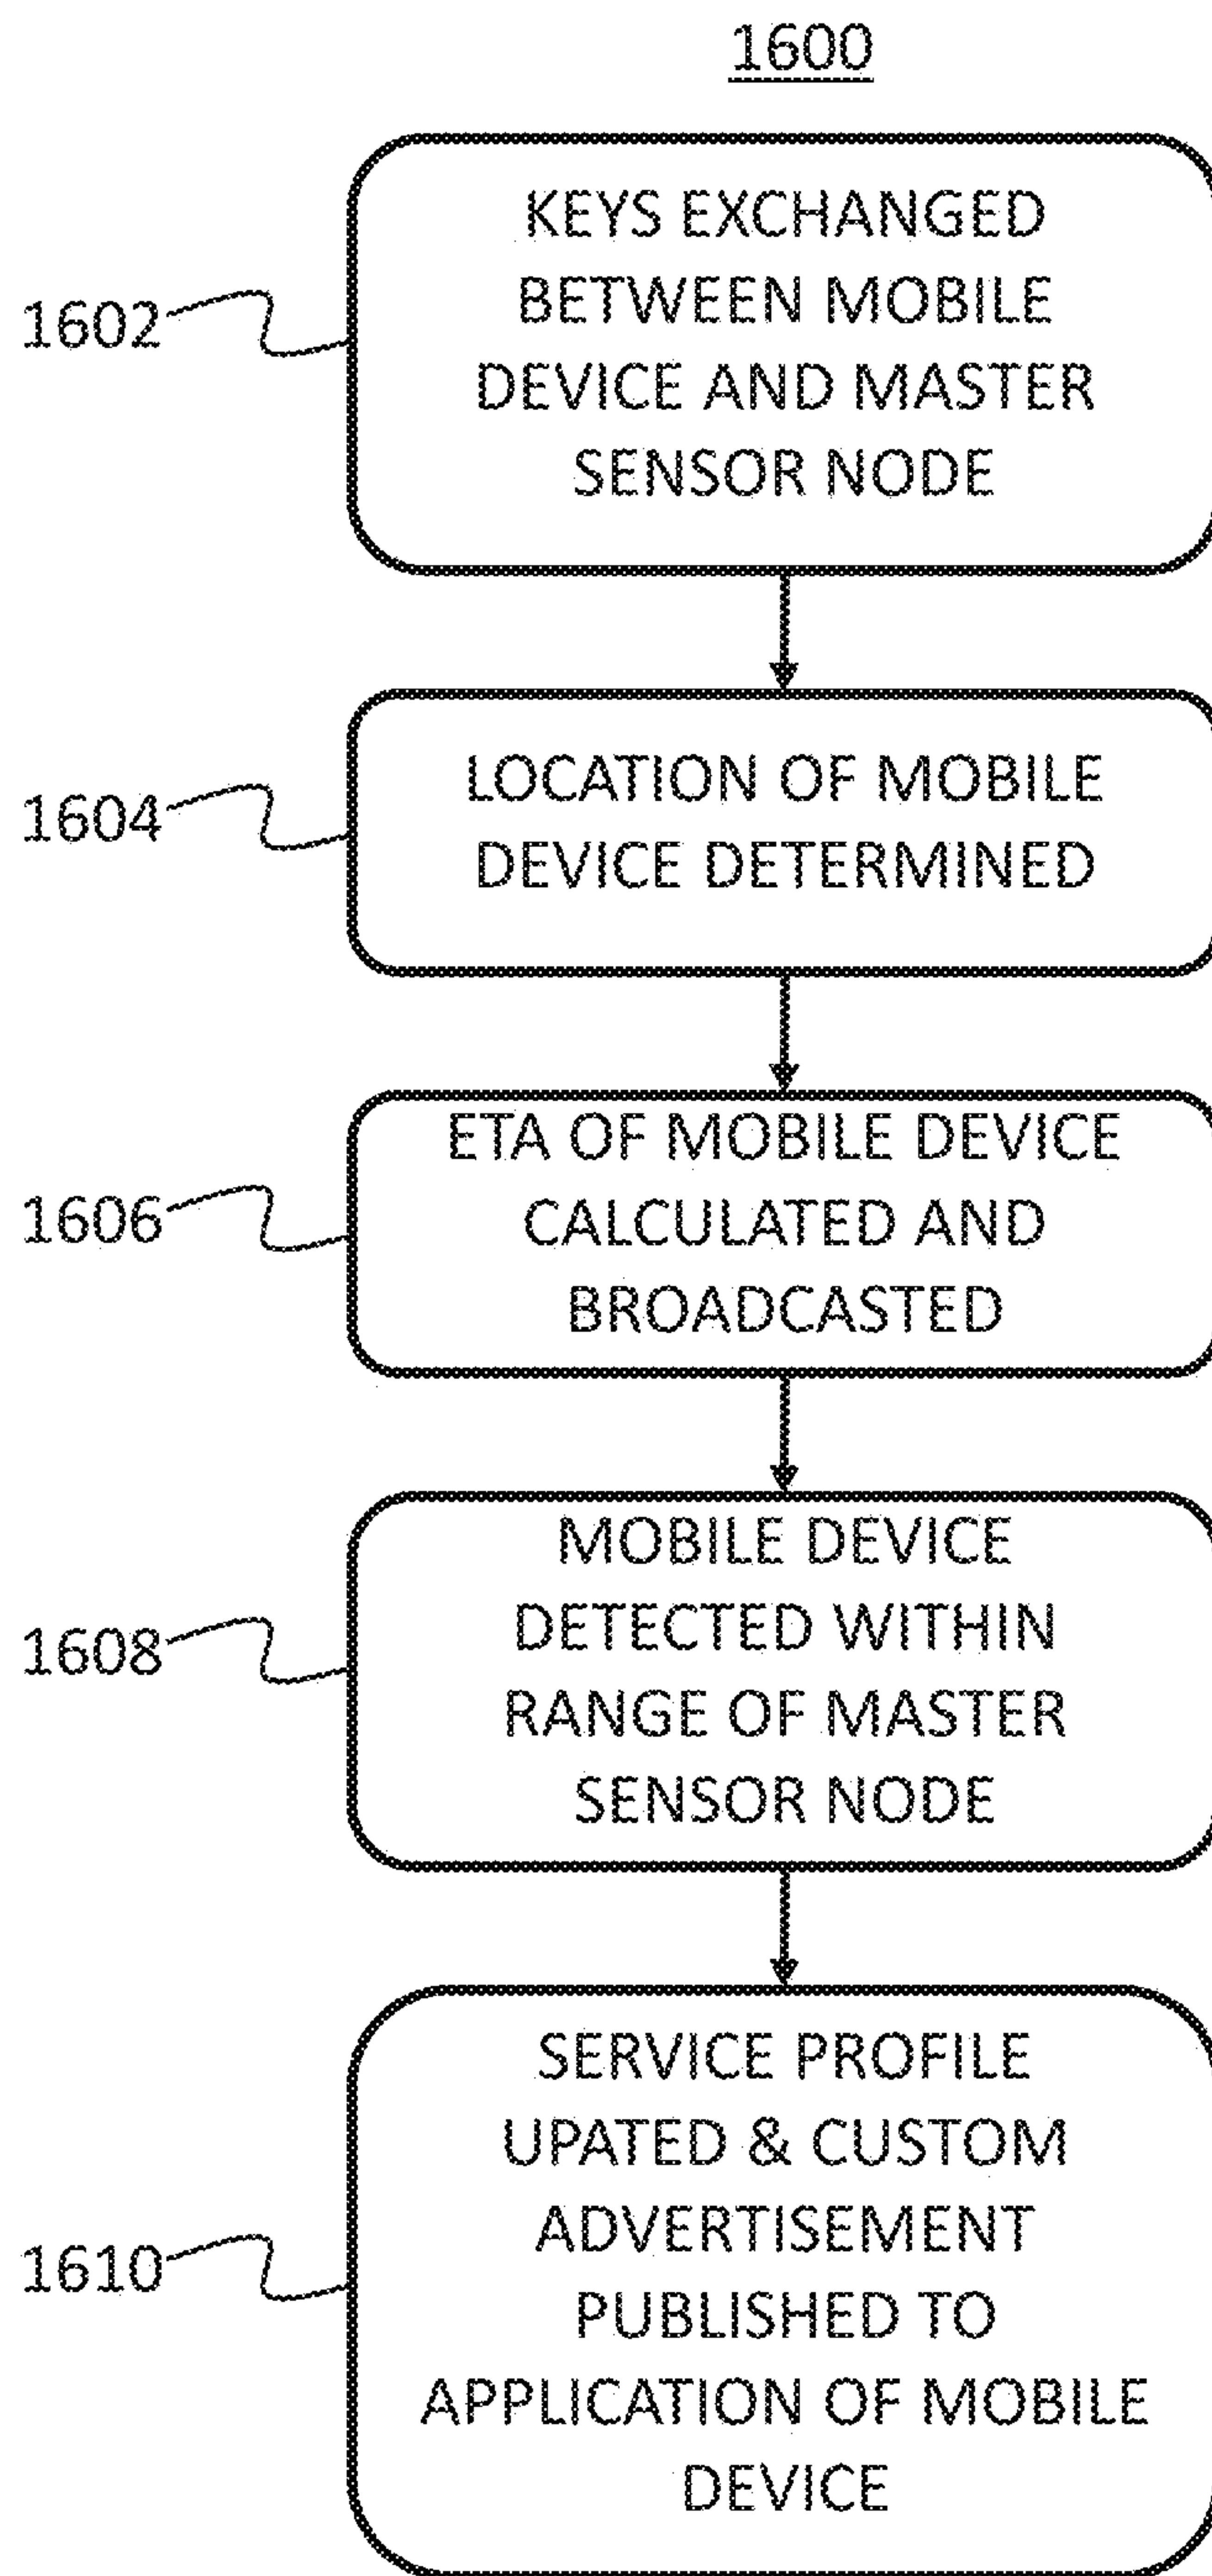 1600
KEYS EXCHANGED
BETWEEN MOBILE
DEVICE AND MASTER
SENSOR NODE
1602
LOCATION OF MOBILE
DEVICE DETERMINED
1604
ETA OF MOBILE DEVICE
CALCULATED AND
BROADCASTED
1606
MOBILE DEVICE
DETECTED WITHIN
RANGE OF MASTER
SENSOR NODE
1608
SERVICE PROFILE
UPATED & CUSTOM
ADVERTISEMENT
PUBLISHED TO
APPLICATION OF MOBILE
DEVICE
1610